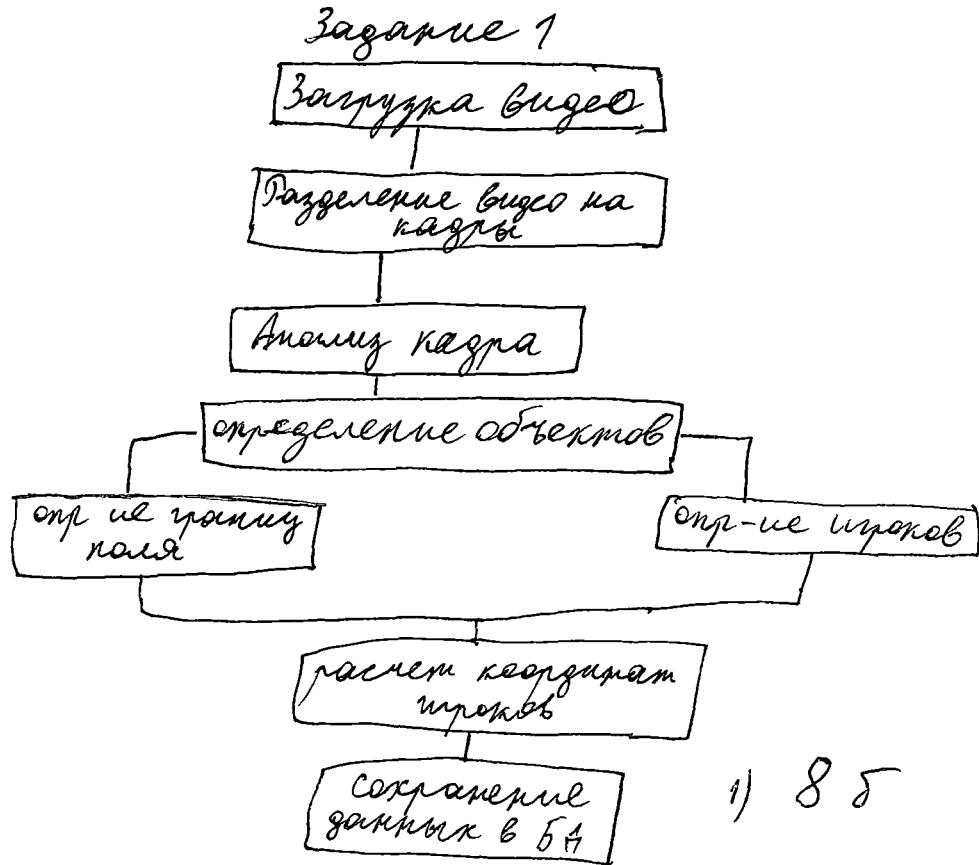 Задание 1
Загрузка видео
Разделение видео на
кадры
Анализ кадра
определение объектов
опр ие границ
поля
опр-ие игроков
расчет координат
игроков
сохранение
данных в БД
1) 8 б